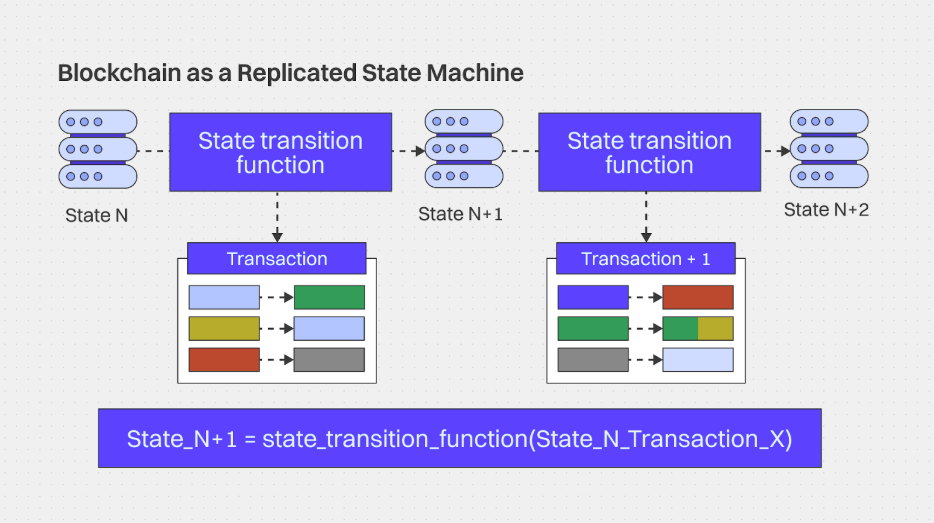 Blockchain as a Replicated State Machine
State transition
function
State transition
function
State N
State N+1
State N+2
Transaction
Transaction + 1
State_N+1 = state_transition_function(State_N_Transaction_X)